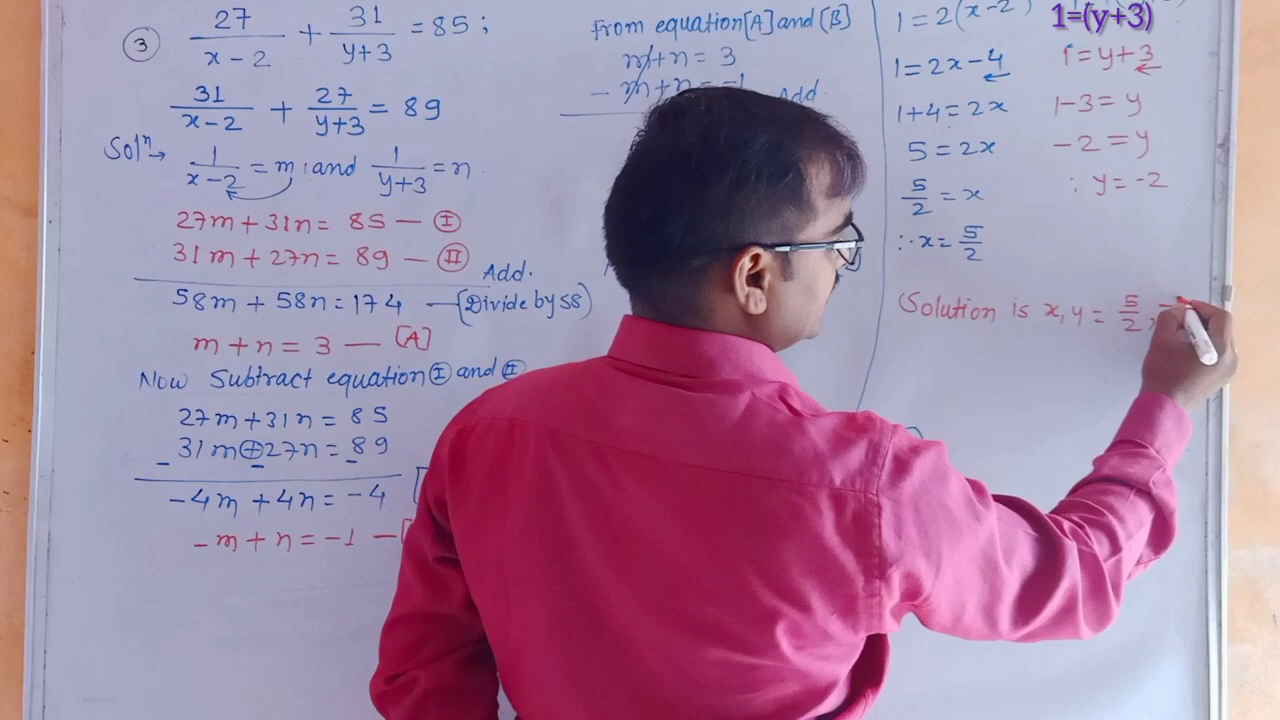 ③ 27/(x-2) + 31/(y+3) = 85;
31/(x-2) + 27/(y+3) = 89
Solⁿ→ 1/(x-2) = m and 1/(y+3) = n
27m + 31n = 85 — Ⅰ
31m + 27n = 89 — Ⅱ
Add.
58m + 58n = 174 — (Divide by 58)
m + n = 3 — [A]
Now Subtract equation Ⅰ and Ⅱ
27m + 31n = 85
- 31m ⊕ - 27n = - 89
-4m + 4n = -4
-m + n = -1 — [
From equation [A] and [B]
m + n = 3
- m + n = -1
Add.
1 = 2(x-2)
1 = 2x - 4
1 + 4 = 2x
5 = 2x
5/2 = x
∴ x = 5/2
1=(y+3)
1 = y + 3
1 - 3 = y
-2 = y
∴ y = -2
(Solution is x, y = 5/2,